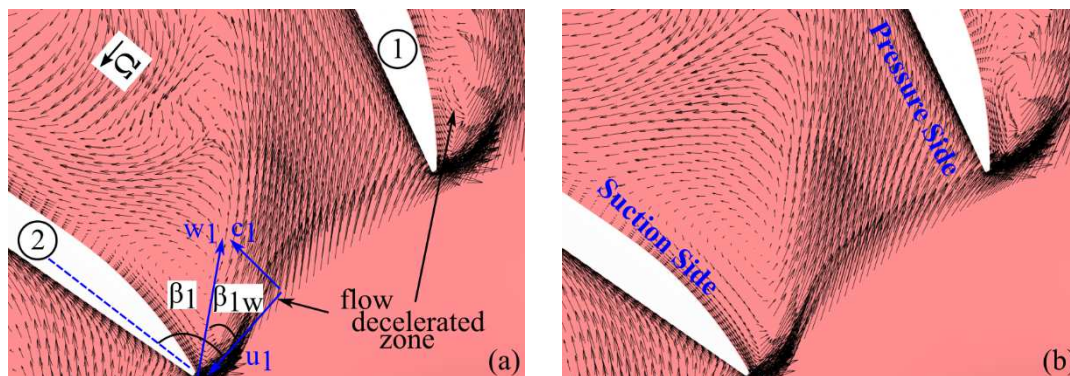 Ω
1
2
w1 c1
β1
β1w
u1
flow
decelerated
zone
(a)
Pressure Side
Suction Side
(b)